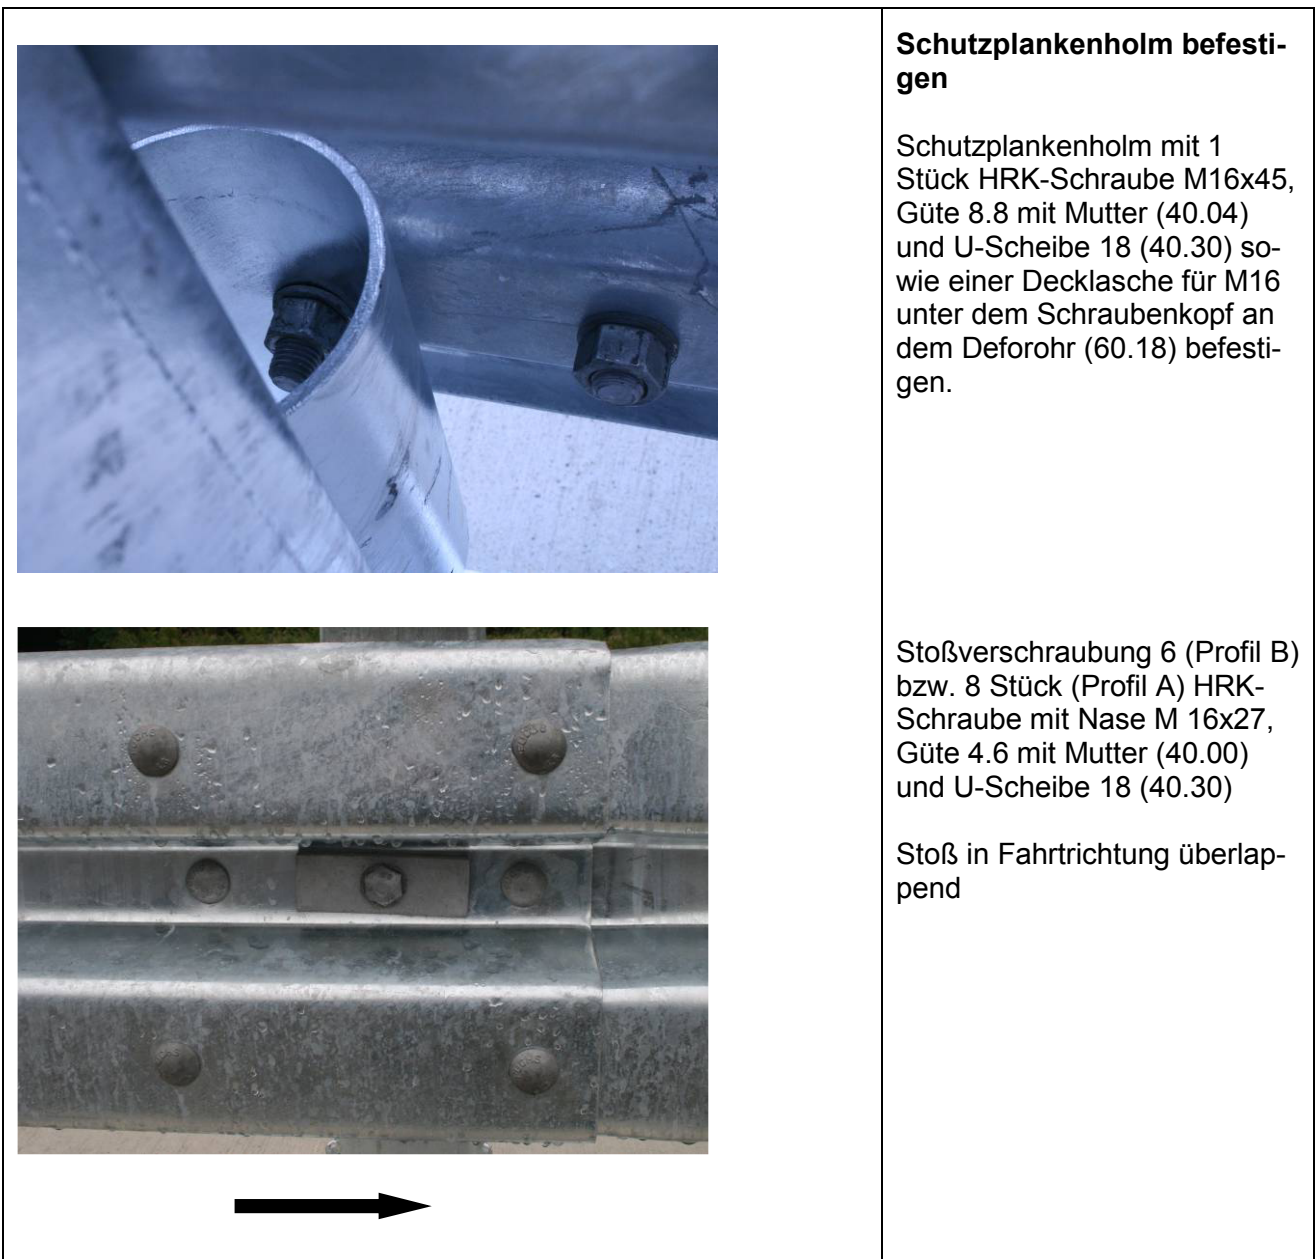 Schutzplankenholm befesti-
gen
Schutzplankenholm mit 1
Stück HRK-Schraube M16x45,
Güte 8.8 mit Mutter (40.04)
und U-Scheibe 18 (40.30) so-
wie einer Decklasche für M16
unter dem Schraubenkopf an
dem Deforohr (60.18) befesti-
gen.
Stoßverschraubung 6 (Profil B)
bzw. 8 Stück (Profil A) HRK-
Schraube mit Nase M 16x27,
Güte 4.6 mit Mutter (40.00)
und U-Scheibe 18 (40.30)
Stoß in Fahrtrichtung überlap-
pend